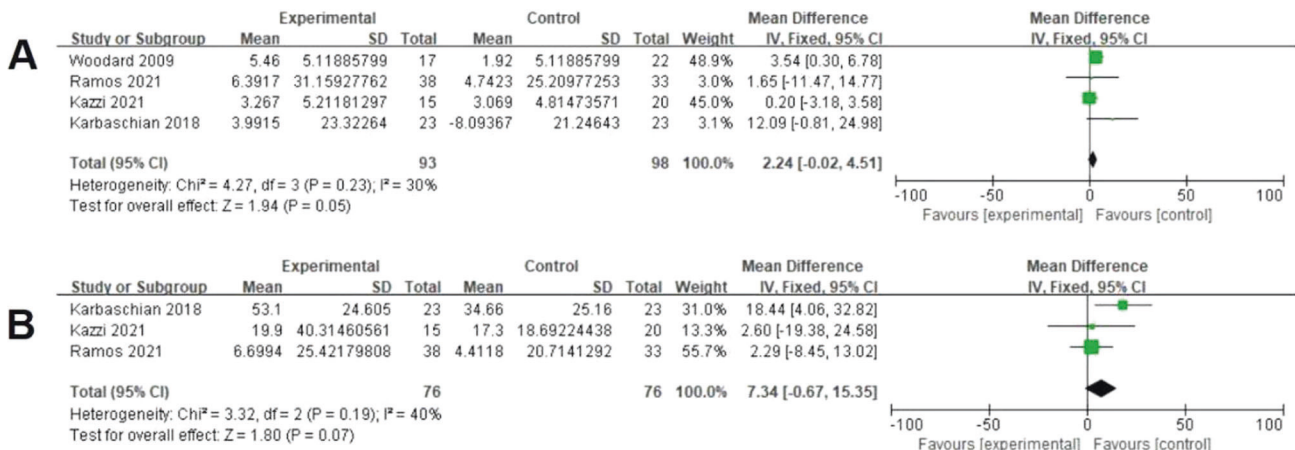 A
Experimental Control Mean Difference Mean Difference
Study or Subgroup Mean SD Total Mean SD Total Weight IV, Fixed, 95% CI IV, Fixed, 95% CI
Woodard 2009 5.46 5.11885799 17 1.92 5.11885799 22 48.9% 3.54 [0.30, 6.78]
Ramos 2021 6.3917 31.15927762 38 4.7423 25.20977253 33 3.0% 1.65 [-11.47, 14.77]
Kazzi 2021 3.267 5.21181297 15 3.069 4.81473571 20 45.0% 0.20 [-3.18, 3.58]
Karbaschian 2018 3.9915 23.32264 23 -8.09367 21.24643 23 3.1% 12.09 [-0.81, 24.98]
Total (95% CI) 93 98 100.0% 2.24 [-0.02, 4.51]
Heterogeneity: Chi² = 4.27, df = 3 (P = 0.23); I² = 30%
Test for overall effect: Z = 1.94 (P = 0.05)
-100 -50 0 50 100
Favours [experimental] Favours [control]
B
Experimental Control Mean Difference Mean Difference
Study or Subgroup Mean SD Total Mean SD Total Weight IV, Fixed, 95% CI IV, Fixed, 95% CI
Karbaschian 2018 53.1 24.605 23 34.66 25.16 23 31.0% 18.44 [4.06, 32.82]
Kazzi 2021 19.9 40.31460561 15 17.3 18.69224438 20 13.3% 2.60 [-19.38, 24.58]
Ramos 2021 6.6994 25.42179808 38 4.4118 20.7141292 33 55.7% 2.29 [-8.45, 13.02]
Total (95% CI) 76 76 100.0% 7.34 [-0.67, 15.35]
Heterogeneity: Chi² = 3.32, df = 2 (P = 0.19); I² = 40%
Test for overall effect: Z = 1.80 (P = 0.07)
-100 -50 0 50 100
Favours [experimental] Favours [control]